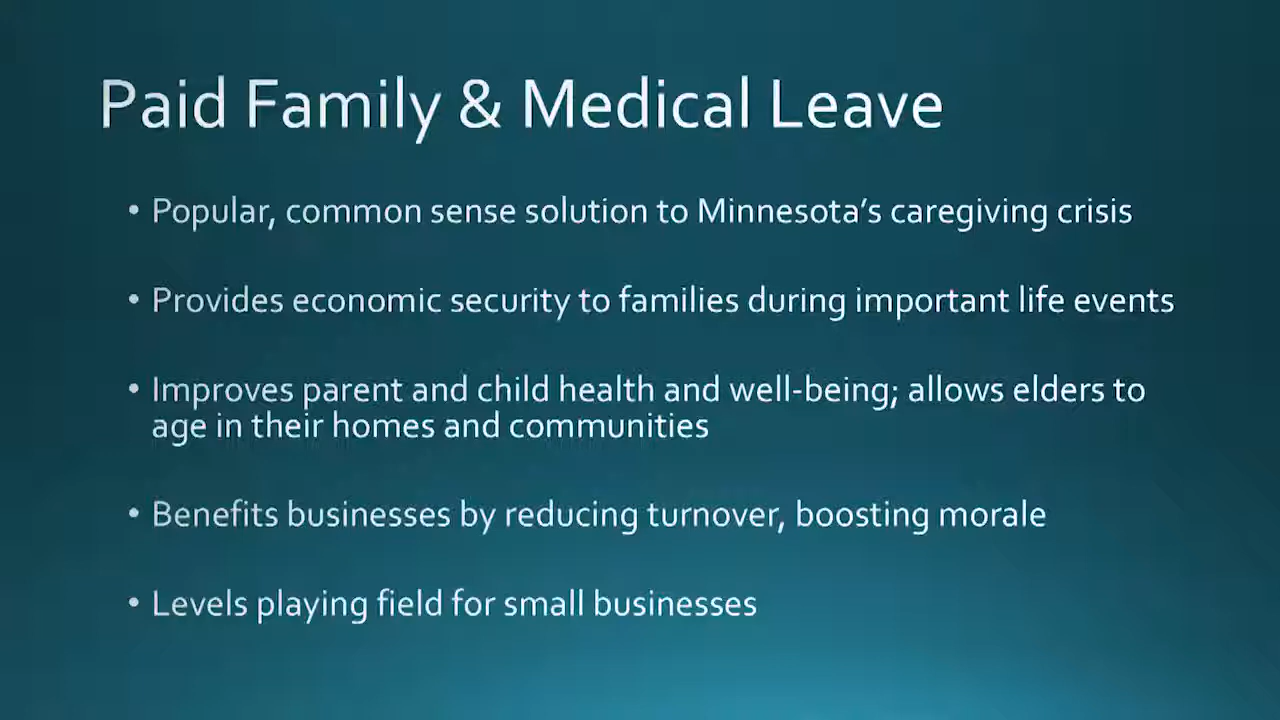 Paid Family & Medical Leave
• Popular, common sense solution to Minnesota’s caregiving crisis
• Provides economic security to families during important life events
• Improves parent and child health and well-being; allows elders to
age in their homes and communities
• Benefits businesses by reducing turnover, boosting morale
• Levels playing field for small businesses